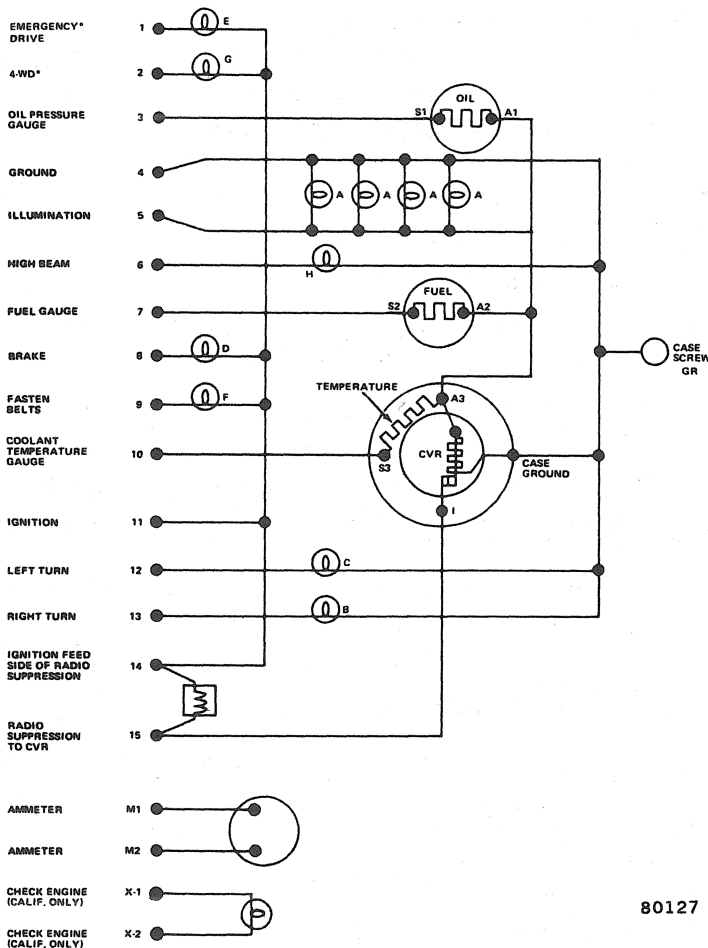 EMERGENCY*
DRIVE
1
E
4-WD*
2
G
OIL PRESSURE
GAUGE
3
S1
OIL
A1
GROUND
4
A
A
A
A
ILLUMINATION
5
HIGH BEAM
6
H
FUEL GAUGE
7
S2
FUEL
A2
BRAKE
8
D
CASE
SCREW
GR
FASTEN
BELTS
9
F
TEMPERATURE
A3
COOLANT
TEMPERATURE
GAUGE
10
S3
CVR
CASE
GROUND
I
IGNITION
11
LEFT TURN
12
C
RIGHT TURN
13
B
IGNITION FEED
SIDE OF RADIO
SUPPRESSION
14
RADIO
SUPPRESSION
TO CVR
15
AMMETER
M1
AMMETER
M2
CHECK ENGINE
(CALIF. ONLY)
X-1
CHECK ENGINE
(CALIF. ONLY)
X-2
80127